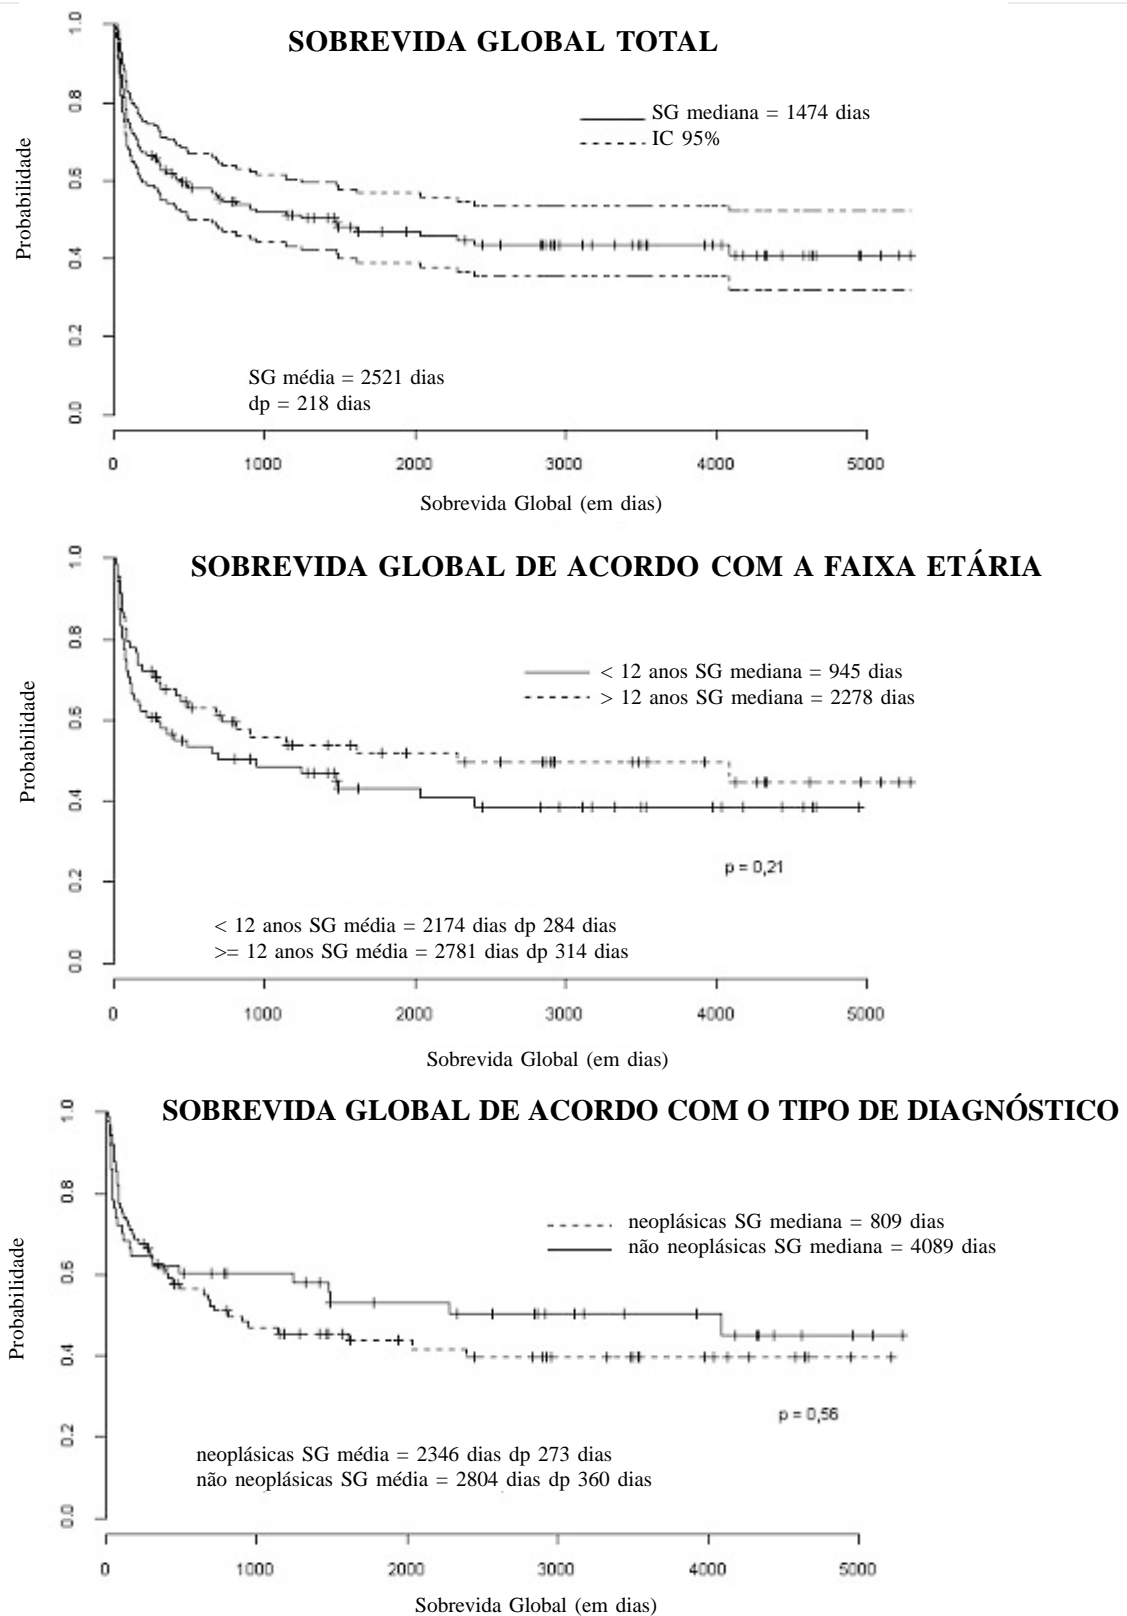 SOBREVIDA GLOBAL TOTAL
SG mediana = 1474 dias
IC 95%
Probabilidade
1.0
0.8
0.6
0.4
0.2
0.0
SG média = 2521 dias
dp = 218 dias
0 1000 2000 3000 4000 5000
Sobrevida Global (em dias)
SOBREVIDA GLOBAL DE ACORDO COM A FAIXA ETÁRIA
< 12 anos SG mediana = 945 dias
> 12 anos SG mediana = 2278 dias
Probabilidade
1.0
0.8
0.6
0.4
0.2
0.0
p = 0,21
< 12 anos SG média = 2174 dias dp 284 dias
>= 12 anos SG média = 2781 dias dp 314 dias
0 1000 2000 3000 4000 5000
Sobrevida Global (em dias)
SOBREVIDA GLOBAL DE ACORDO COM O TIPO DE DIAGNÓSTICO
neoplásicas SG mediana = 809 dias
não neoplásicas SG mediana = 4089 dias
Probabilidade
1.0
0.8
0.6
0.4
0.2
0.0
p = 0,56
neoplásicas SG média = 2346 dias dp 273 dias
não neoplásicas SG média = 2804 dias dp 360 dias
0 1000 2000 3000 4000 5000
Sobrevida Global (em dias)